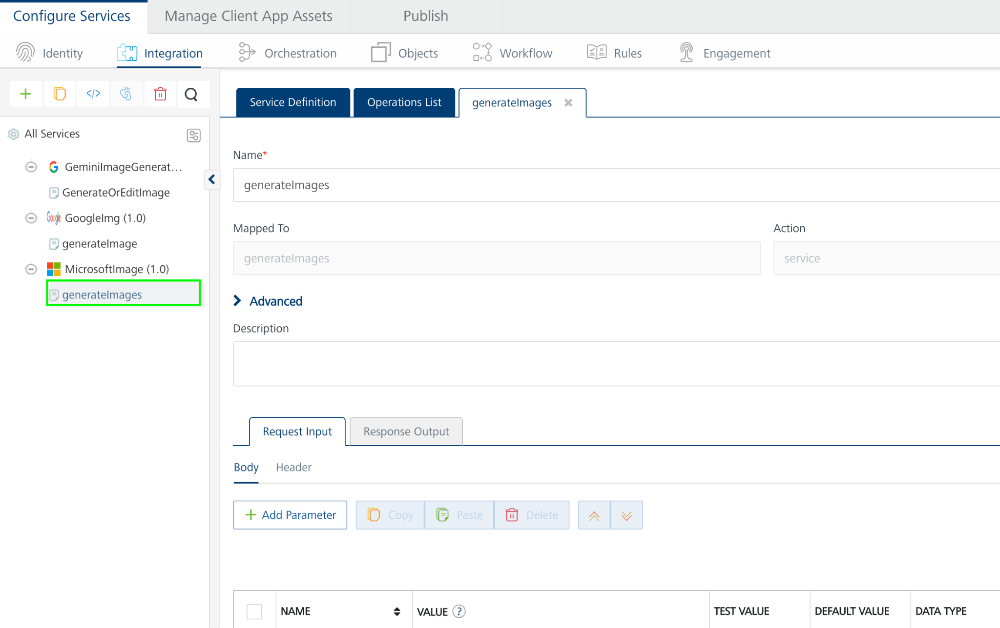 Configure Services
Manage Client App Assets
Publish
Identity
Integration
Orchestration
Objects
Workflow
Rules
Engagement
</>
Service Definition
Operations List
generateImages
All Services
GeminiImageGenerat...
GenerateOrEditImage
Google GoogleImg (1.0)
generateImage
MicrosoftImage (1.0)
generateImages
Name*
generateImages
Mapped To
Action
generateImages
service
Advanced
Description
Request Input
Response Output
Body
Header
Add Parameter
Copy
Paste
Delete
NAME
VALUE ?
TEST VALUE
DEFAULT VALUE
DATA TYPE